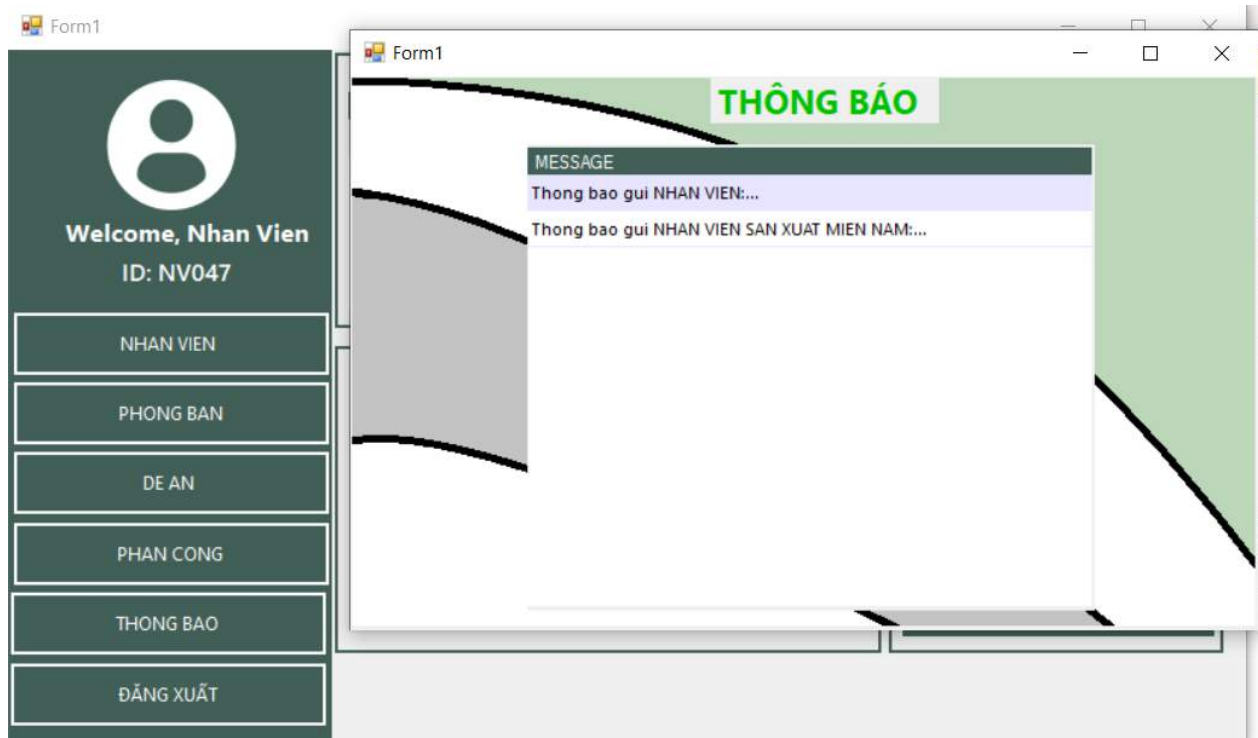 Form1
Welcome, Nhan Vien
ID: NV047
NHAN VIEN
PHONG BAN
DE AN
PHAN CONG
THONG BAO
ĐĂNG XUẤT
Form1
THÔNG BÁO
MESSAGE
Thong bao gui NHAN VIEN:...
Thong bao gui NHAN VIEN SAN XUAT MIEN NAM:...